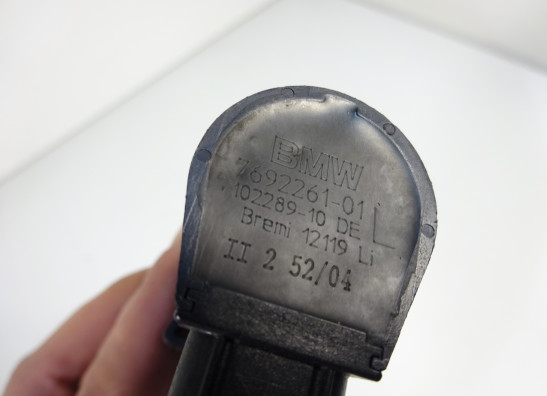 BMW
7692261-01
102289-10 DE L
Bremi 12119 Li
II 2 52/04